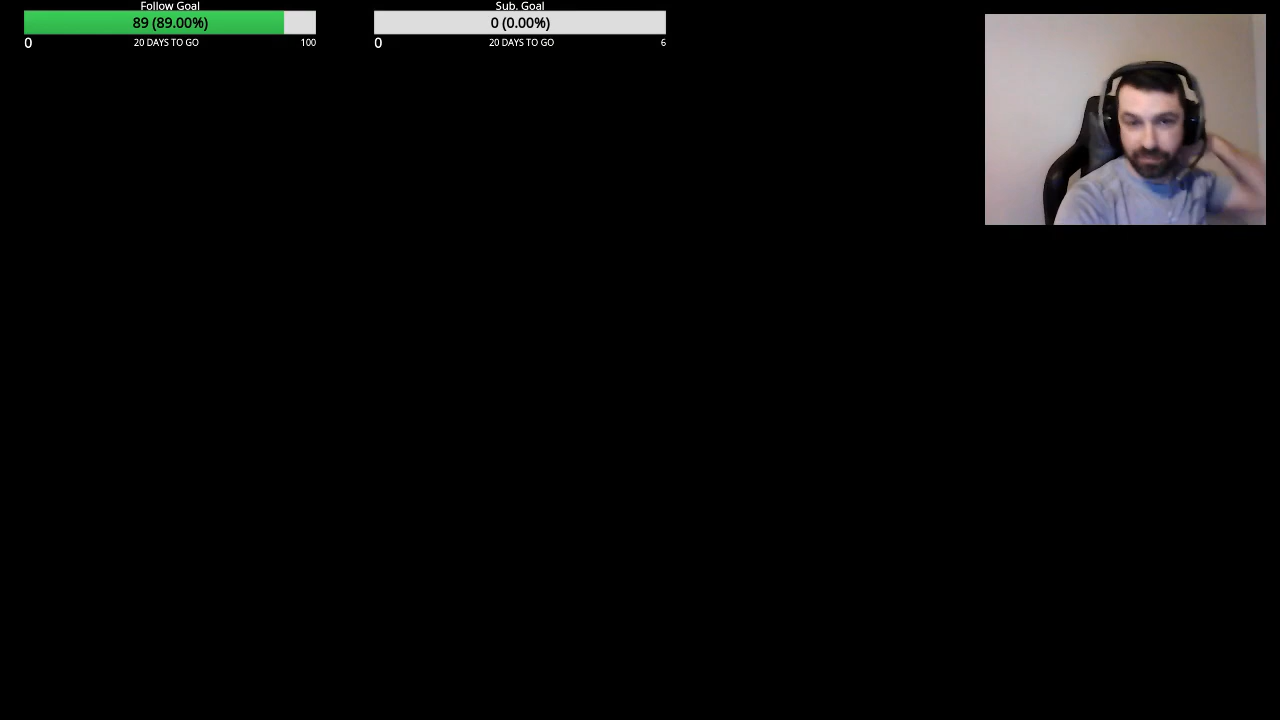 Follow Goal
89 (89.00%)
0 20 DAYS TO GO 100
Sub. Goal
0 (0.00%)
0 20 DAYS TO GO 6